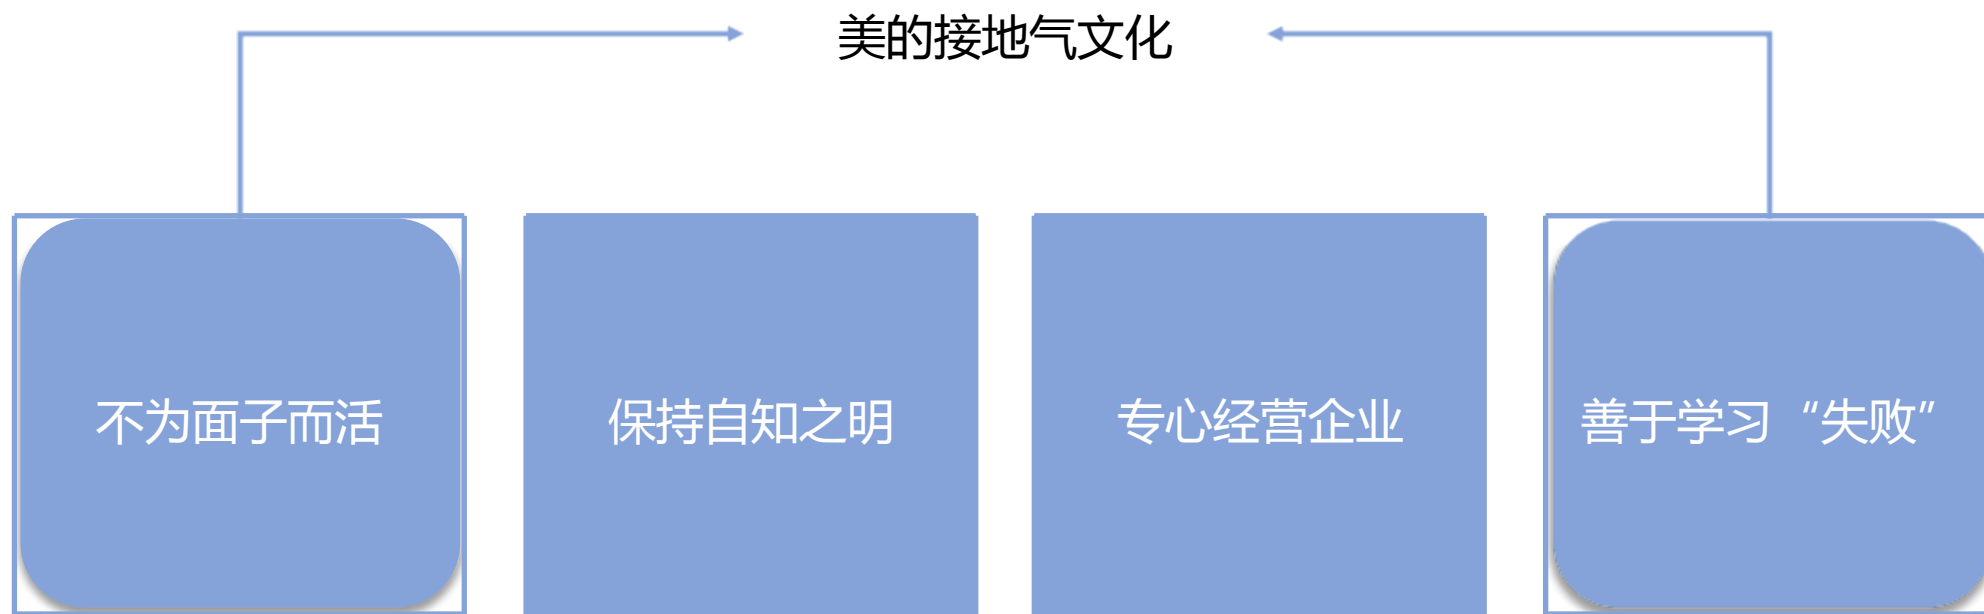 美的接地气文化
不为面子而活
保持自知之明
专心经营企业
善于学习“失败”